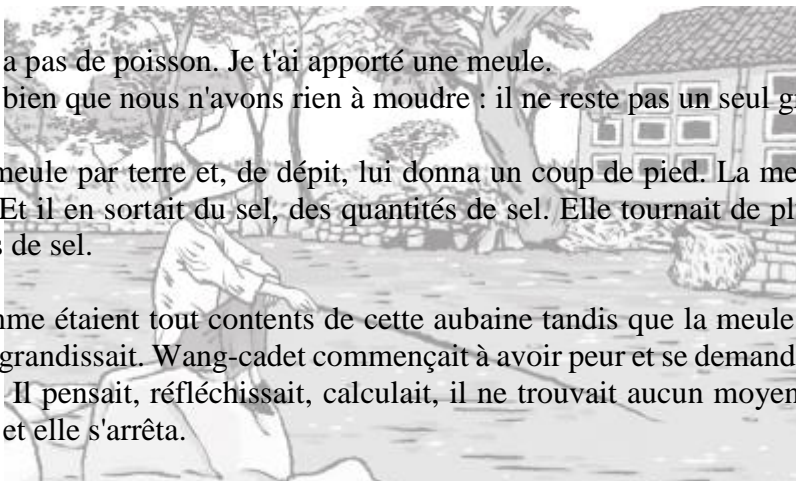 a pas de poisson. Je t'ai apporté une meule.
bien que nous n'avons rien à moudre : il ne reste pas un seul g
meule par terre et, de dépit, lui donna un coup de pied. La me
Et il en sortait du sel, des quantités de sel. Elle tournait de pl
s de sel.
me étaient tout contents de cette aubaine tandis que la meule
grandissait. Wang-cadet commençait à avoir peur et se demand
Il pensait, réfléchissait, calculait, il ne trouvait aucun moyen
et elle s'arrêta.